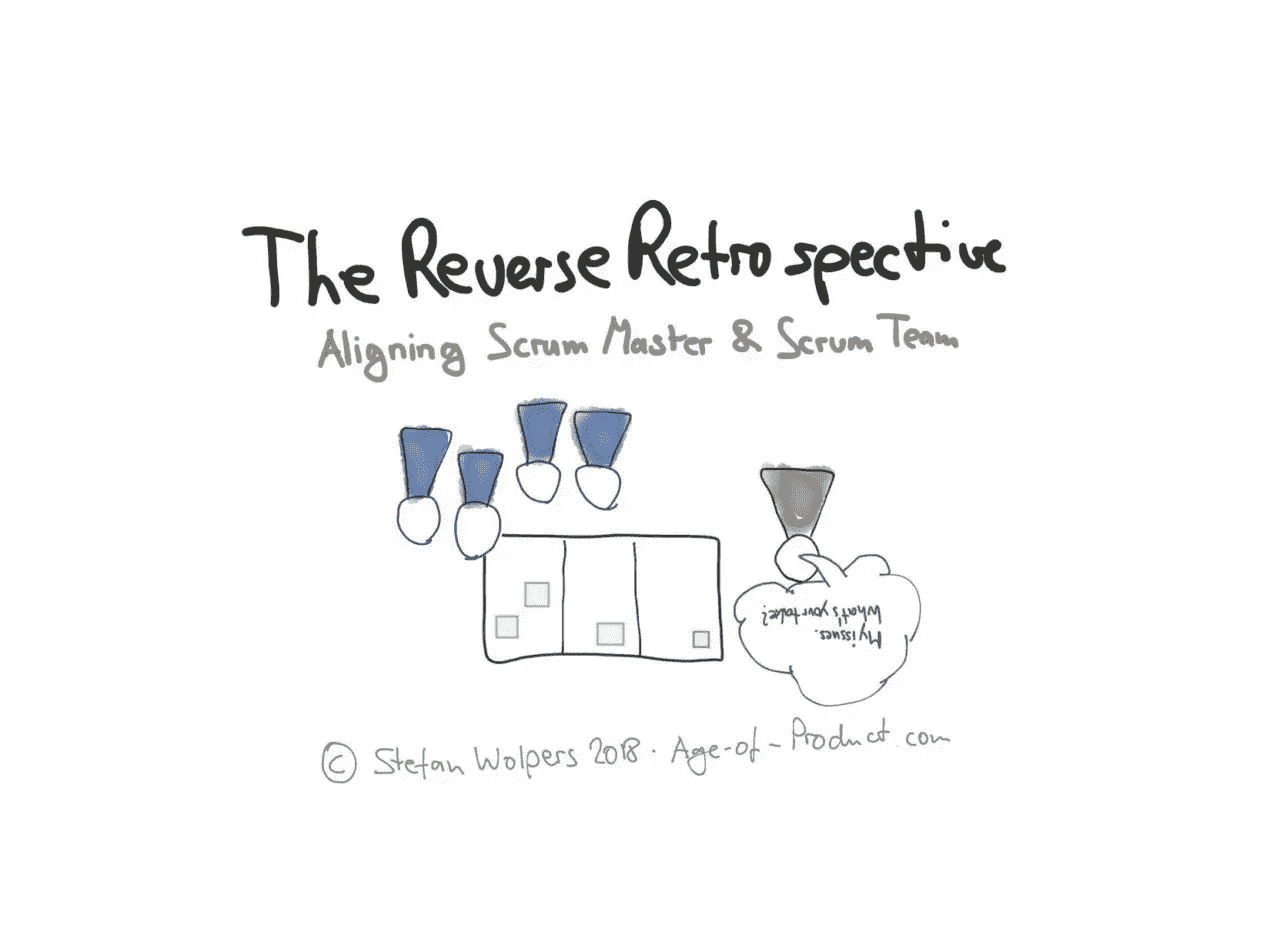 The Reverse Retrospective
Aligning Scrum Master & Scrum Team
My issues.
What's your take?
© Stefan Wolpers 2018 · Age-of-Product.com